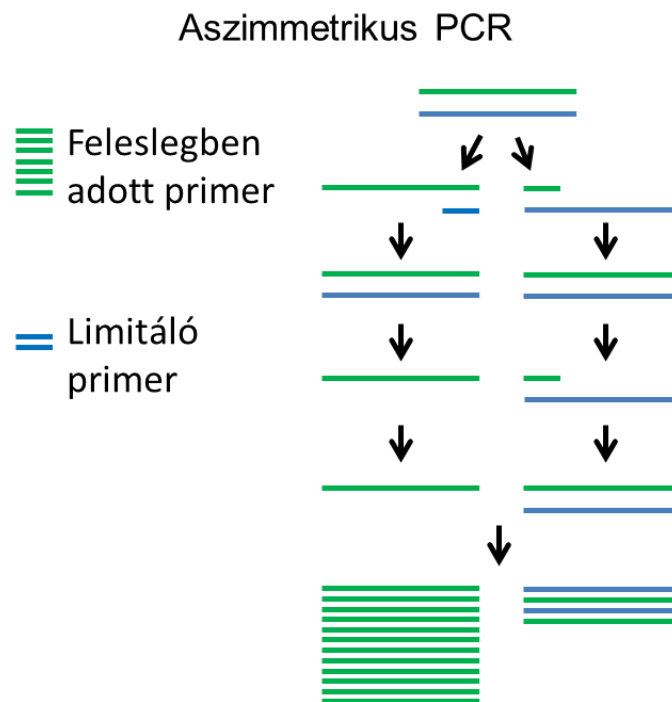 Aszimmetrikus PCR
Feleslegben
adott primer
Limitáló
primer